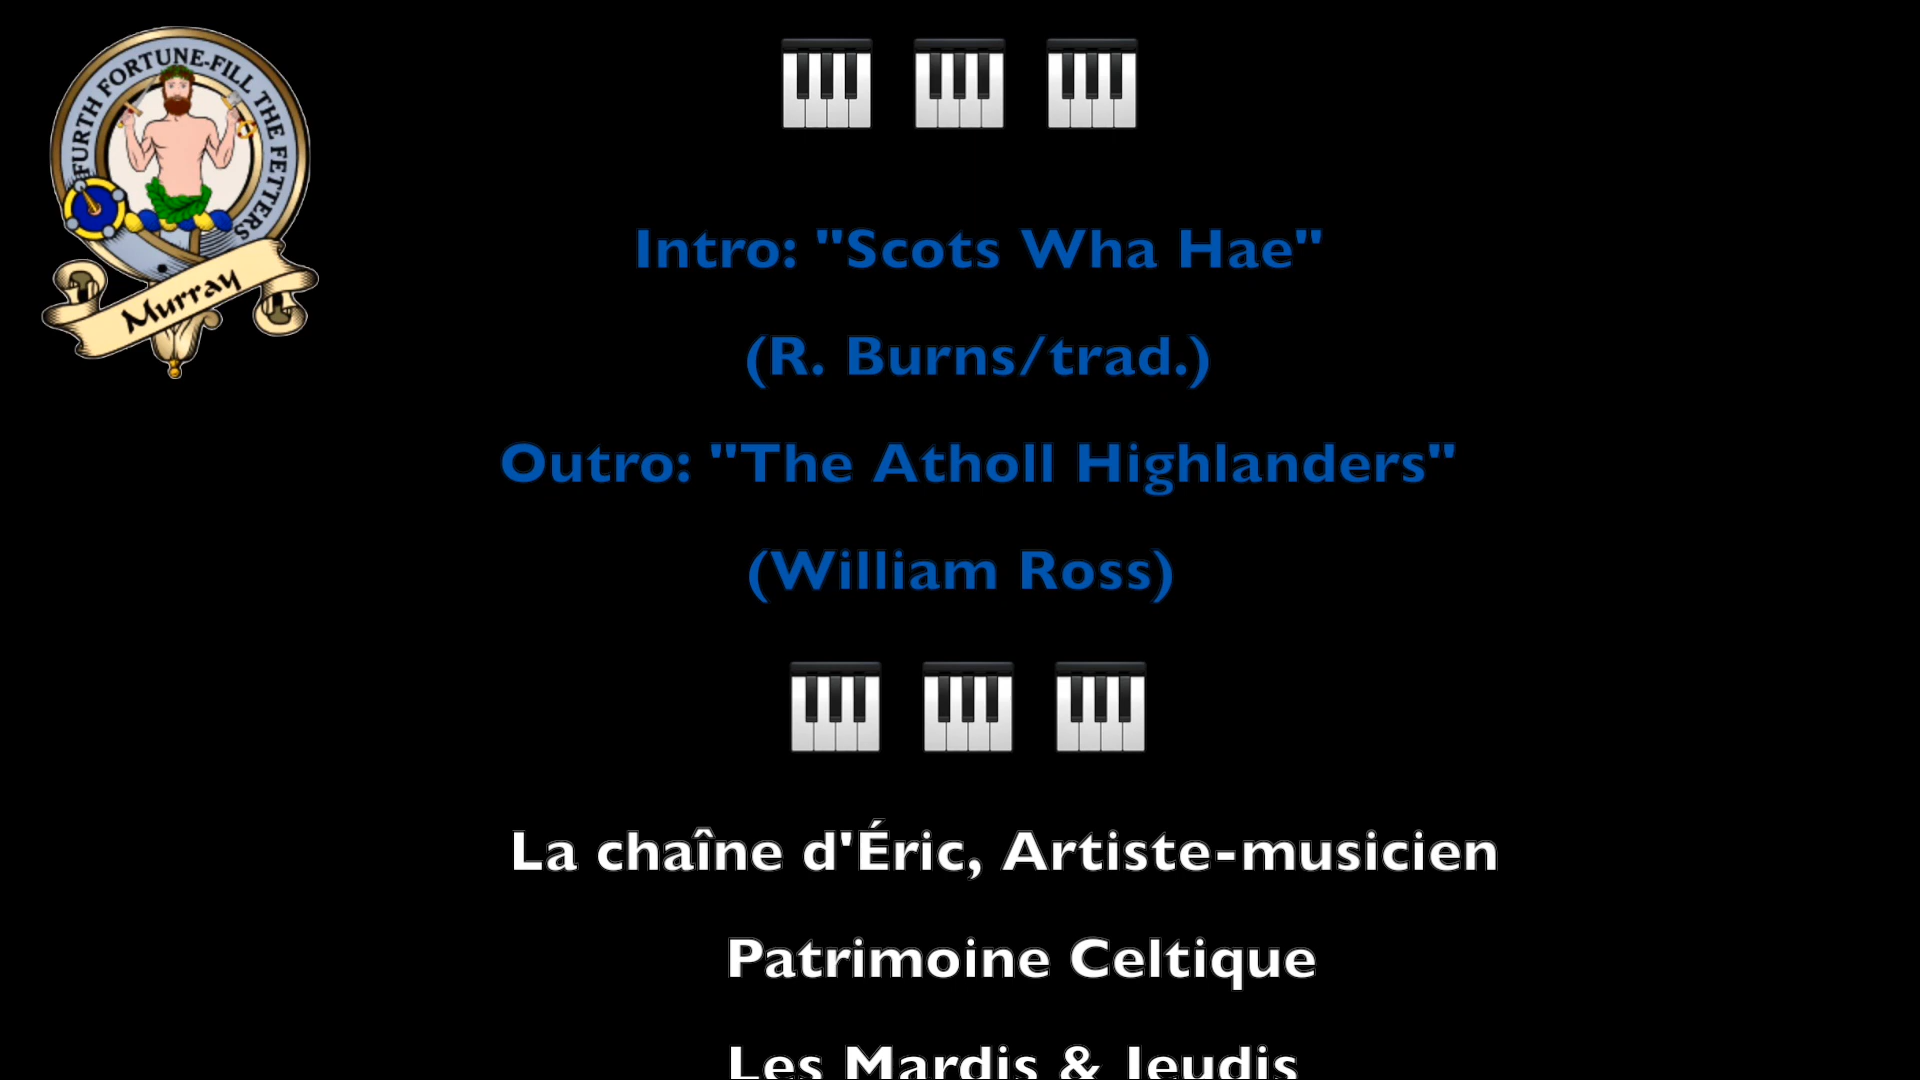 FURTH FORTUNE-FILL THE FETTERS
Murray
Intro: "Scots Wha Hae"
(R. Burns/trad.)
Outro: "The Atholl Highlanders"
(William Ross)
La chaîne d'Éric, Artiste-musicien
Patrimoine Celtique
Les Mardis & Jeudis